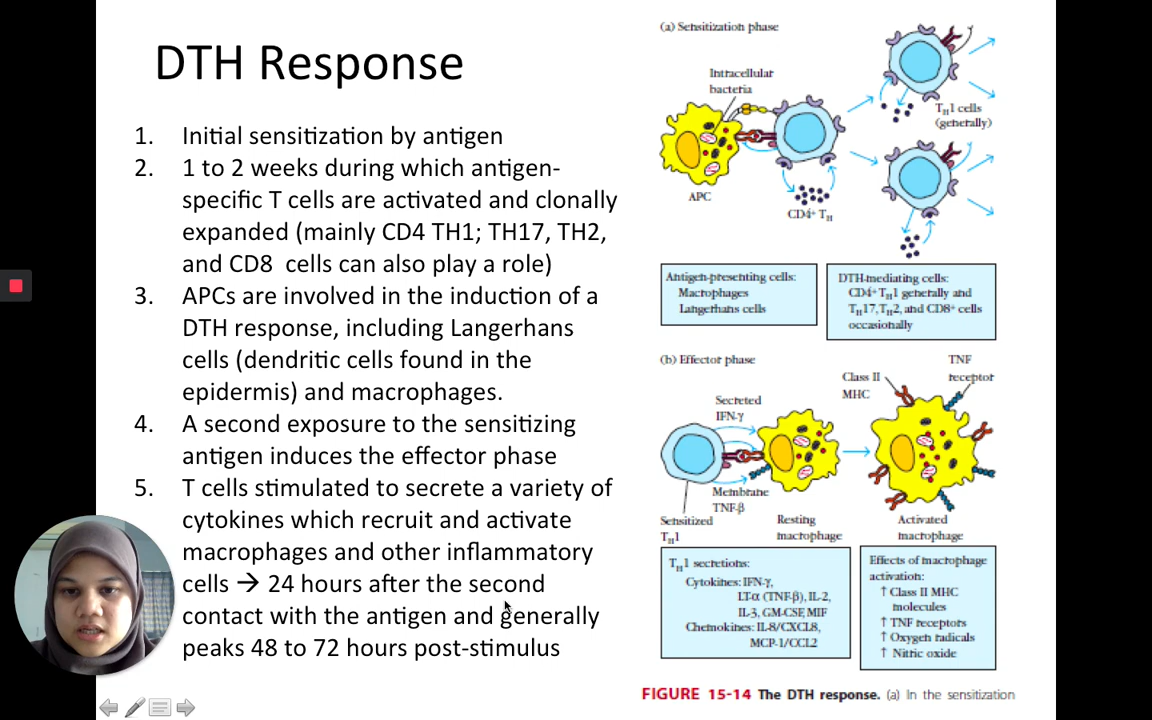 DTH Response
1. Initial sensitization by antigen
2. 1 to 2 weeks during which antigen-
specific T cells are activated and clonally
expanded (mainly CD4 TH1; TH17, TH2,
and CD8 cells can also play a role)
3. APCs are involved in the induction of a
DTH response, including Langerhans
cells (dendritic cells found in the
epidermis) and macrophages.
4. A second exposure to the sensitizing
antigen induces the effector phase
5. T cells stimulated to secrete a variety of
cytokines which recruit and activate
macrophages and other inflammatory
cells → 24 hours after the second
contact with the antigen and generally
peaks 48 to 72 hours post-stimulus
(a) Sensitization phase
Intracellular
bacteria
APC
CD4⁺ TH
TH1 cells
(generally)
Antigen-presenting cells:
Macrophages
Langerhans cells
DTH-mediating cells:
CD4⁺TH1 generally and
TH17, TH2, and CD8⁺ cells
occasionally
(b) Effector phase
Secreted
IFN-γ
Class II
MHC
TNF
receptor
Membrane
TNF-β
Sensitized
TH1
Resting
macrophage
Activated
macrophage
TH1 secretions:
Cytokines: IFN-γ,
LT-α (TNF-β), IL-2,
IL-3, GM-CSF, MIF
Chemokines: IL-8/CXCL8,
MCP-1/CCL2
Effects of macrophage
activation:
↑ Class II MHC
molecules
↑ TNF receptors
↑ Oxygen radicals
↑ Nitric oxide
FIGURE 15-14 The DTH response. (a) In the sensitization